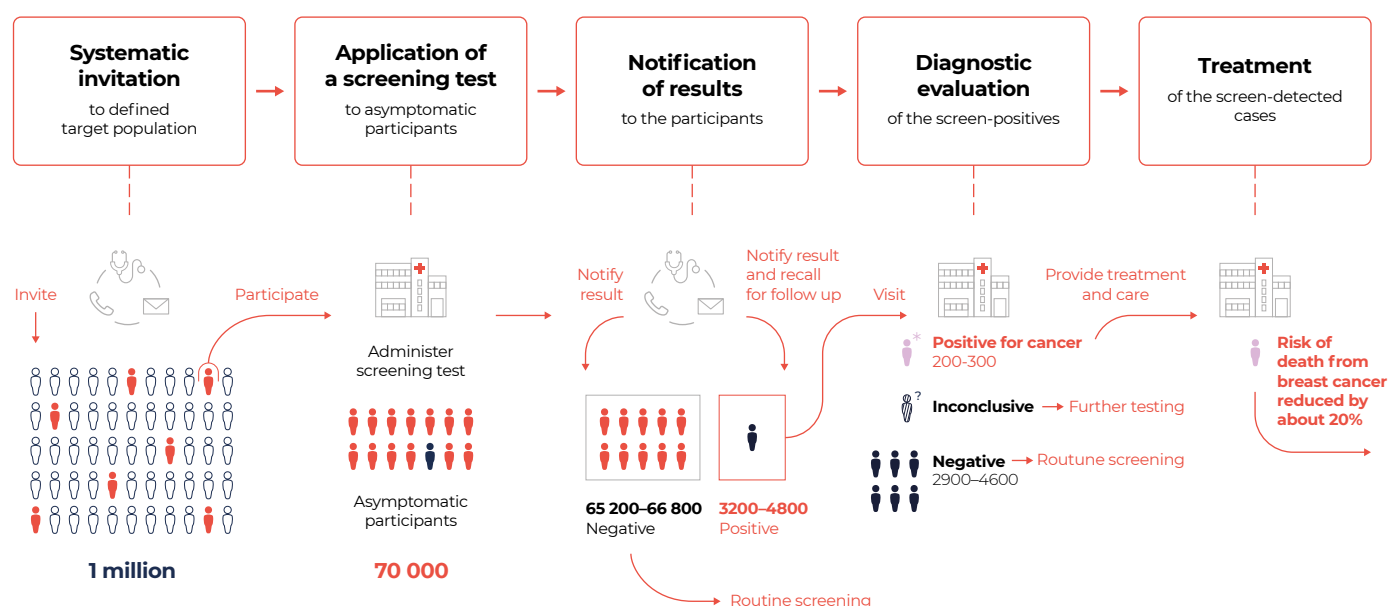 Systematic
invitation
to defined
target population
Application of
a screening test
to asymptomatic
participants
Notification
of results
to the participants
Diagnostic
evaluation
of the screen-positives
Treatment
of the screen-detected
cases
Invite
Participate
1 million
Administer
screening test
Asymptomatic
participants
70 000
Notify
result
Notify result
and recall
for follow up
65 200–66 800
Negative
3200–4800
Positive
Routine screening
Visit
*
Positive for cancer
200-300
?
Inconclusive
Further testing
Negative
2900–4600
Routune screening
Provide treatment
and care
Risk of
death from
breast cancer
reduced by
about 20%